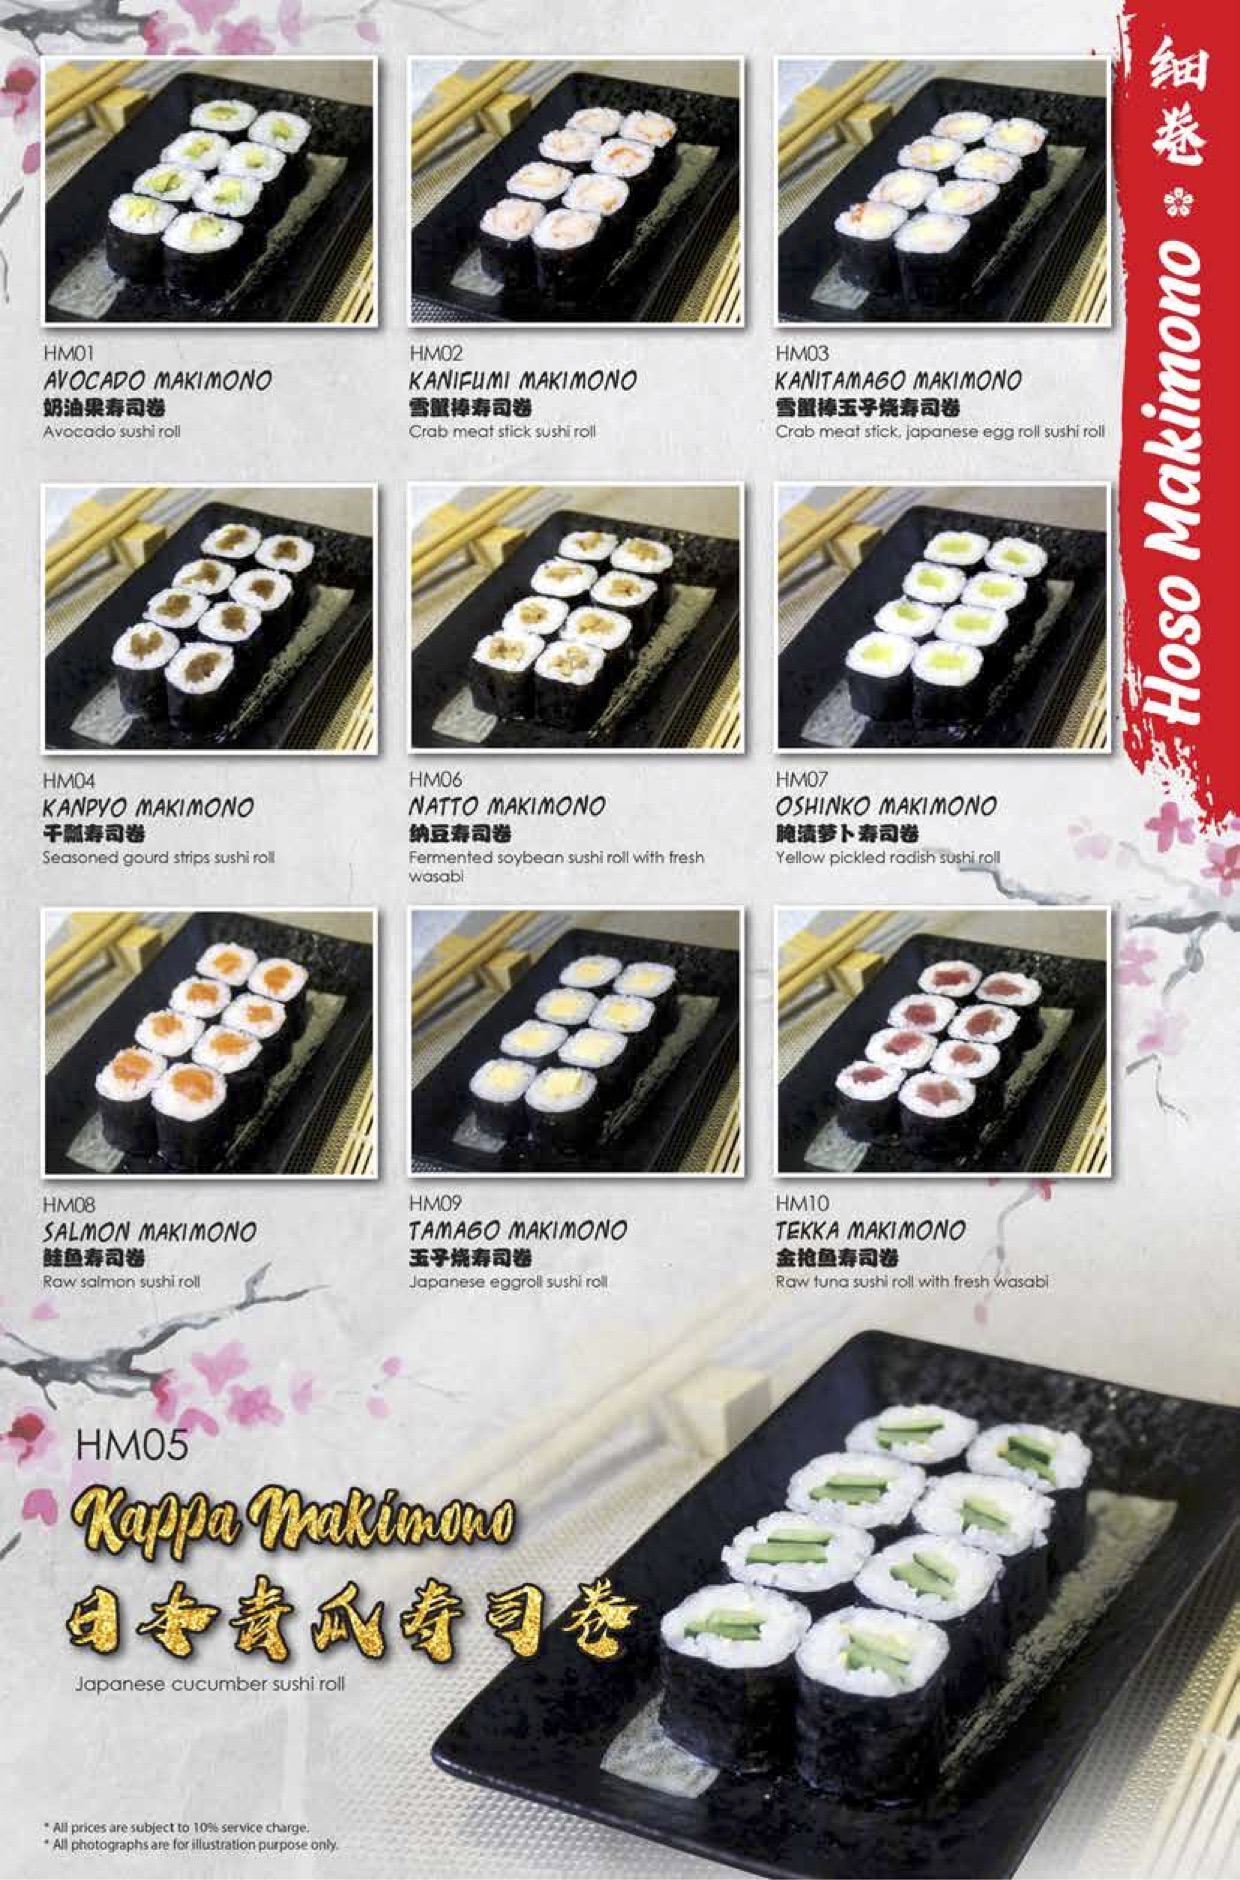 细卷 Hoso Makimono
HM01
AVOCADO MAKIMONO
奶油果寿司卷
Avocado sushi roll
HM02
KANIFUMI MAKIMONO
雪蟹棒寿司卷
Crab meat stick sushi roll
HM03
KANITAMAGO MAKIMONO
雪蟹棒玉子烧寿司卷
Crab meat stick, japanese egg roll sushi roll
HM04
KANPYO MAKIMONO
干瓢寿司卷
Seasoned gourd strips sushi roll
HM06
NATTO MAKIMONO
纳豆寿司卷
Fermented soybean sushi roll with fresh
wasabi
HM07
OSHINKO MAKIMONO
腌渍萝卜寿司卷
Yellow pickled radish sushi roll
HM08
SALMON MAKIMONO
鲑鱼寿司卷
Raw salmon sushi roll
HM09
TAMAGO MAKIMONO
玉子烧寿司卷
Japanese eggroll sushi roll
HM10
TEKKA MAKIMONO
金抢鱼寿司卷
Raw tuna sushi roll with fresh wasabi
HM05
Kappa Makimono
日本青瓜寿司卷
Japanese cucumber sushi roll
* All prices are subject to 10% service charge.
* All photographs are for illustration purpose only.